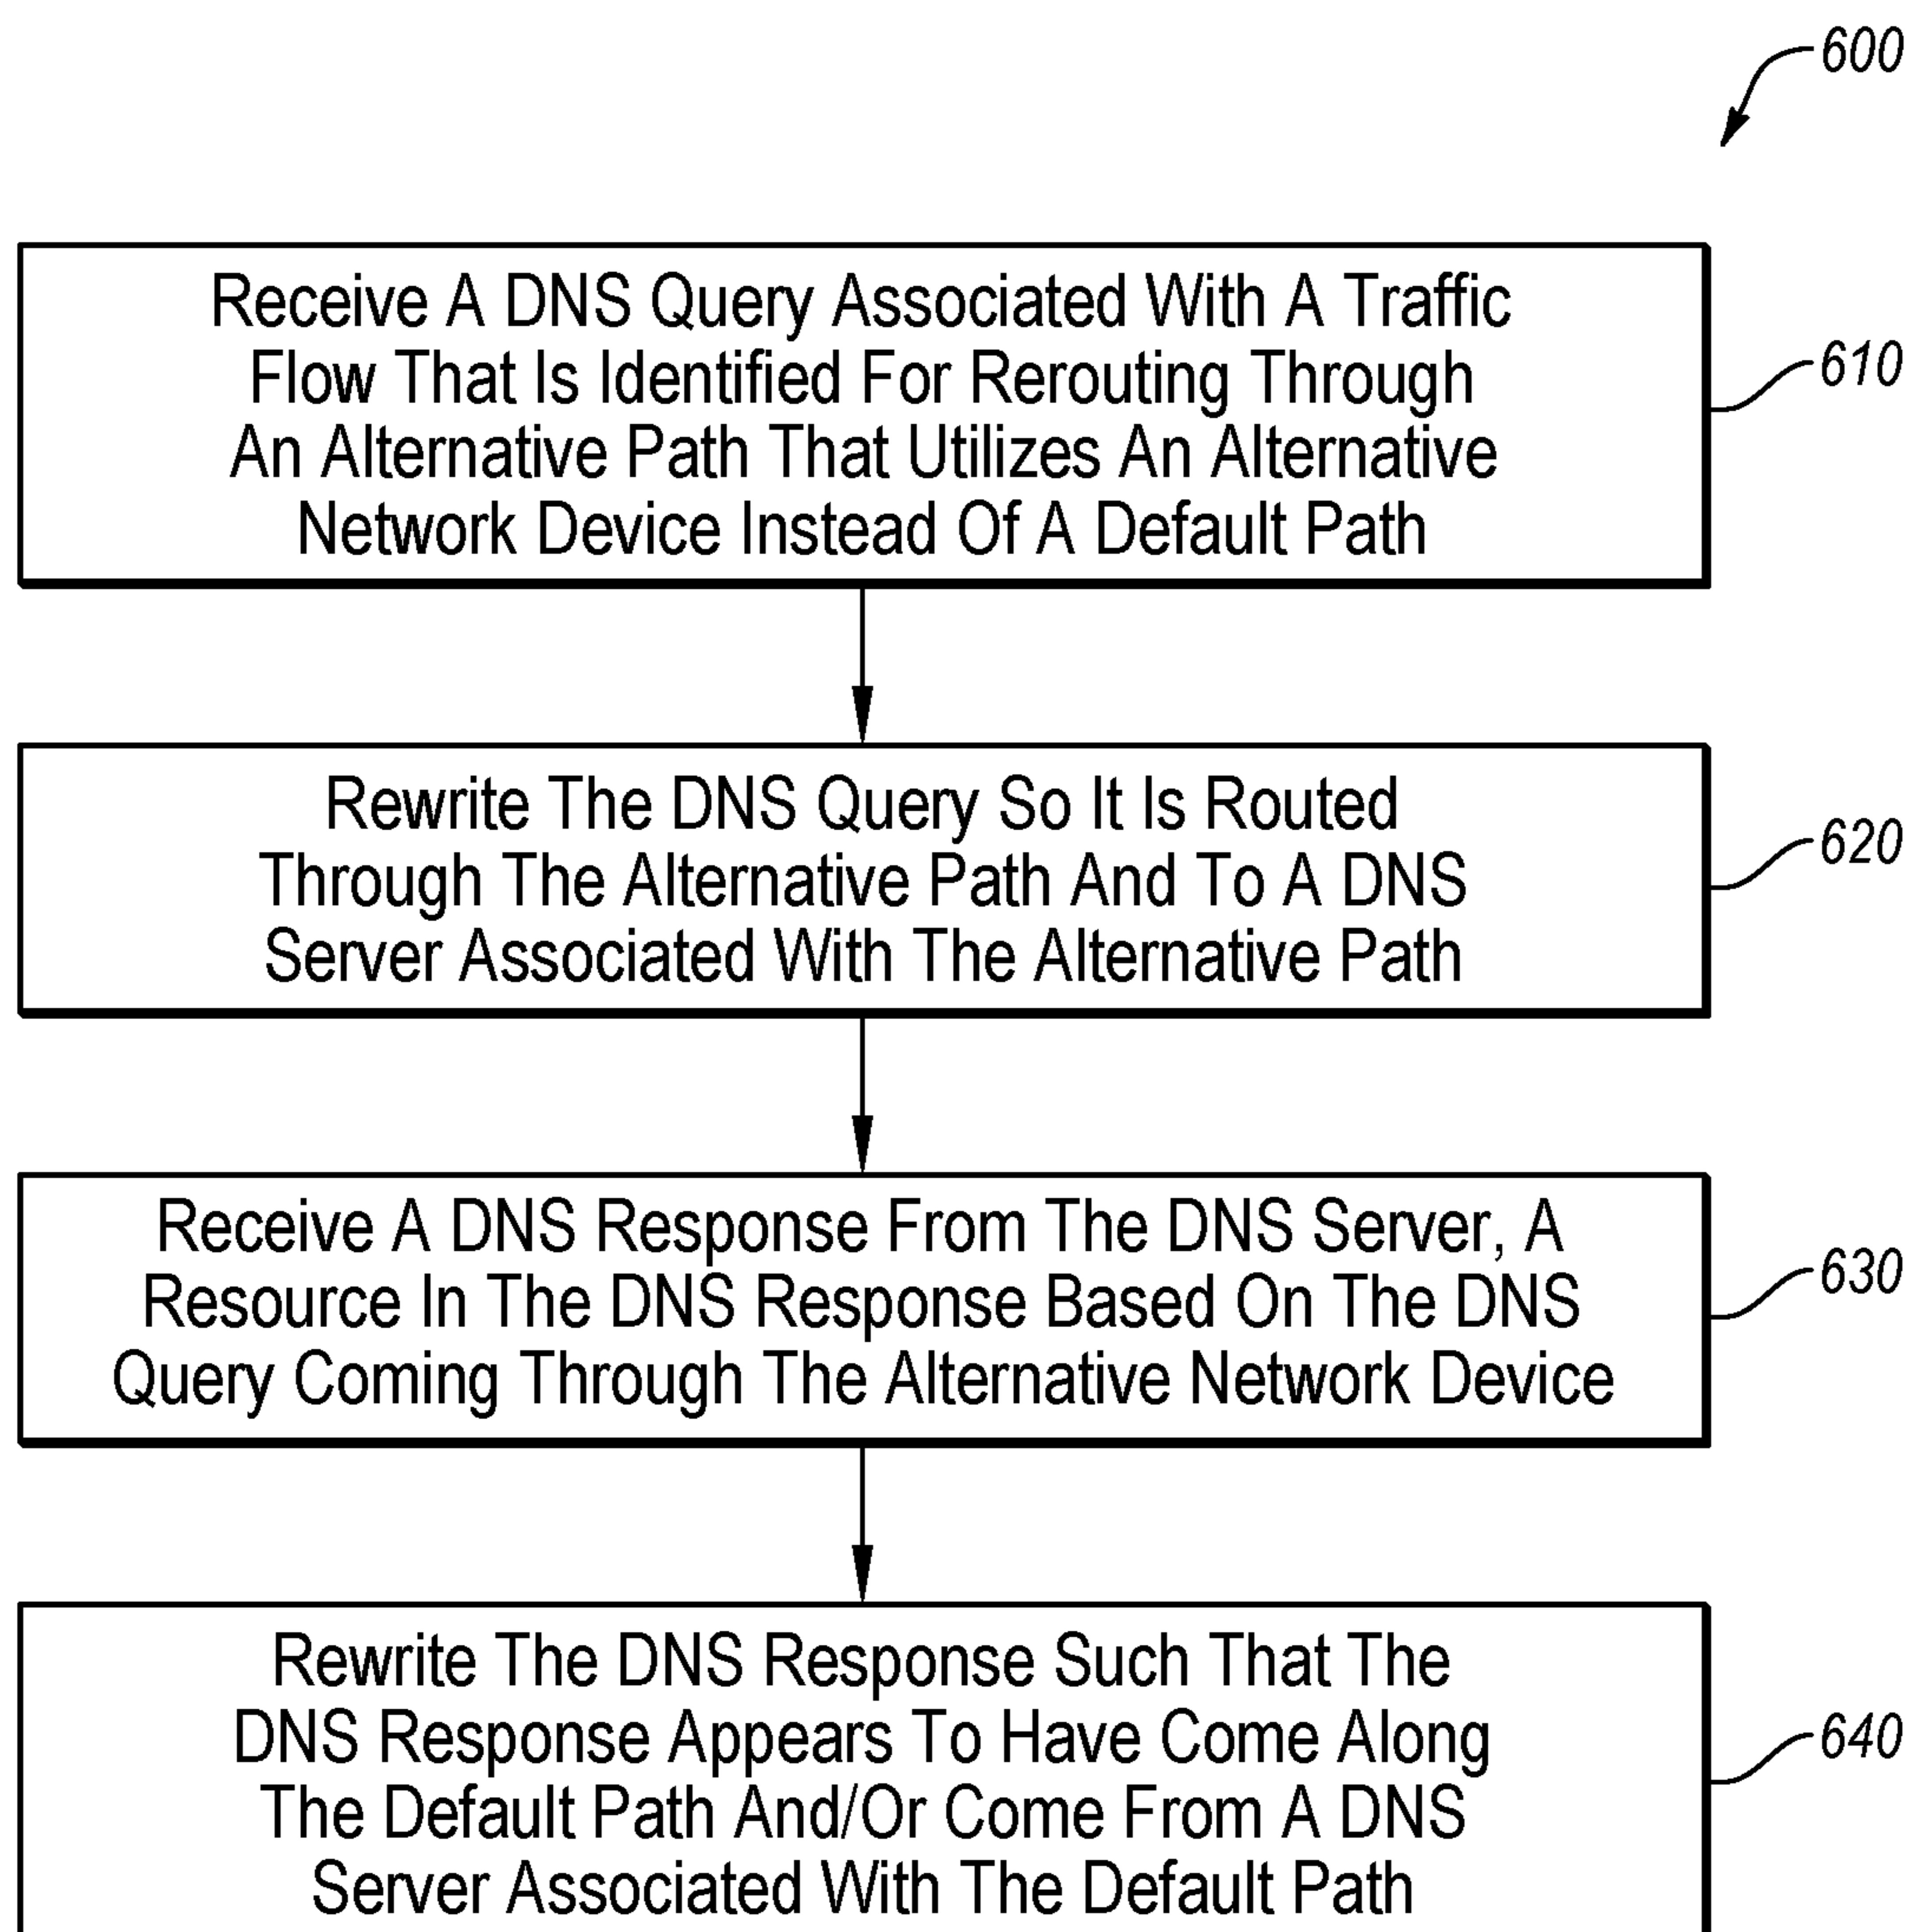 600
Receive A DNS Query Associated With A Traffic
Flow That Is Identified For Rerouting Through
An Alternative Path That Utilizes An Alternative
Network Device Instead Of A Default Path
610
Rewrite The DNS Query So It Is Routed
Through The Alternative Path And To A DNS
Server Associated With The Alternative Path
620
Receive A DNS Response From The DNS Server, A
Resource In The DNS Response Based On The DNS
Query Coming Through The Alternative Network Device
630
Rewrite The DNS Response Such That The
DNS Response Appears To Have Come Along
The Default Path And/Or Come From A DNS
Server Associated With The Default Path
640